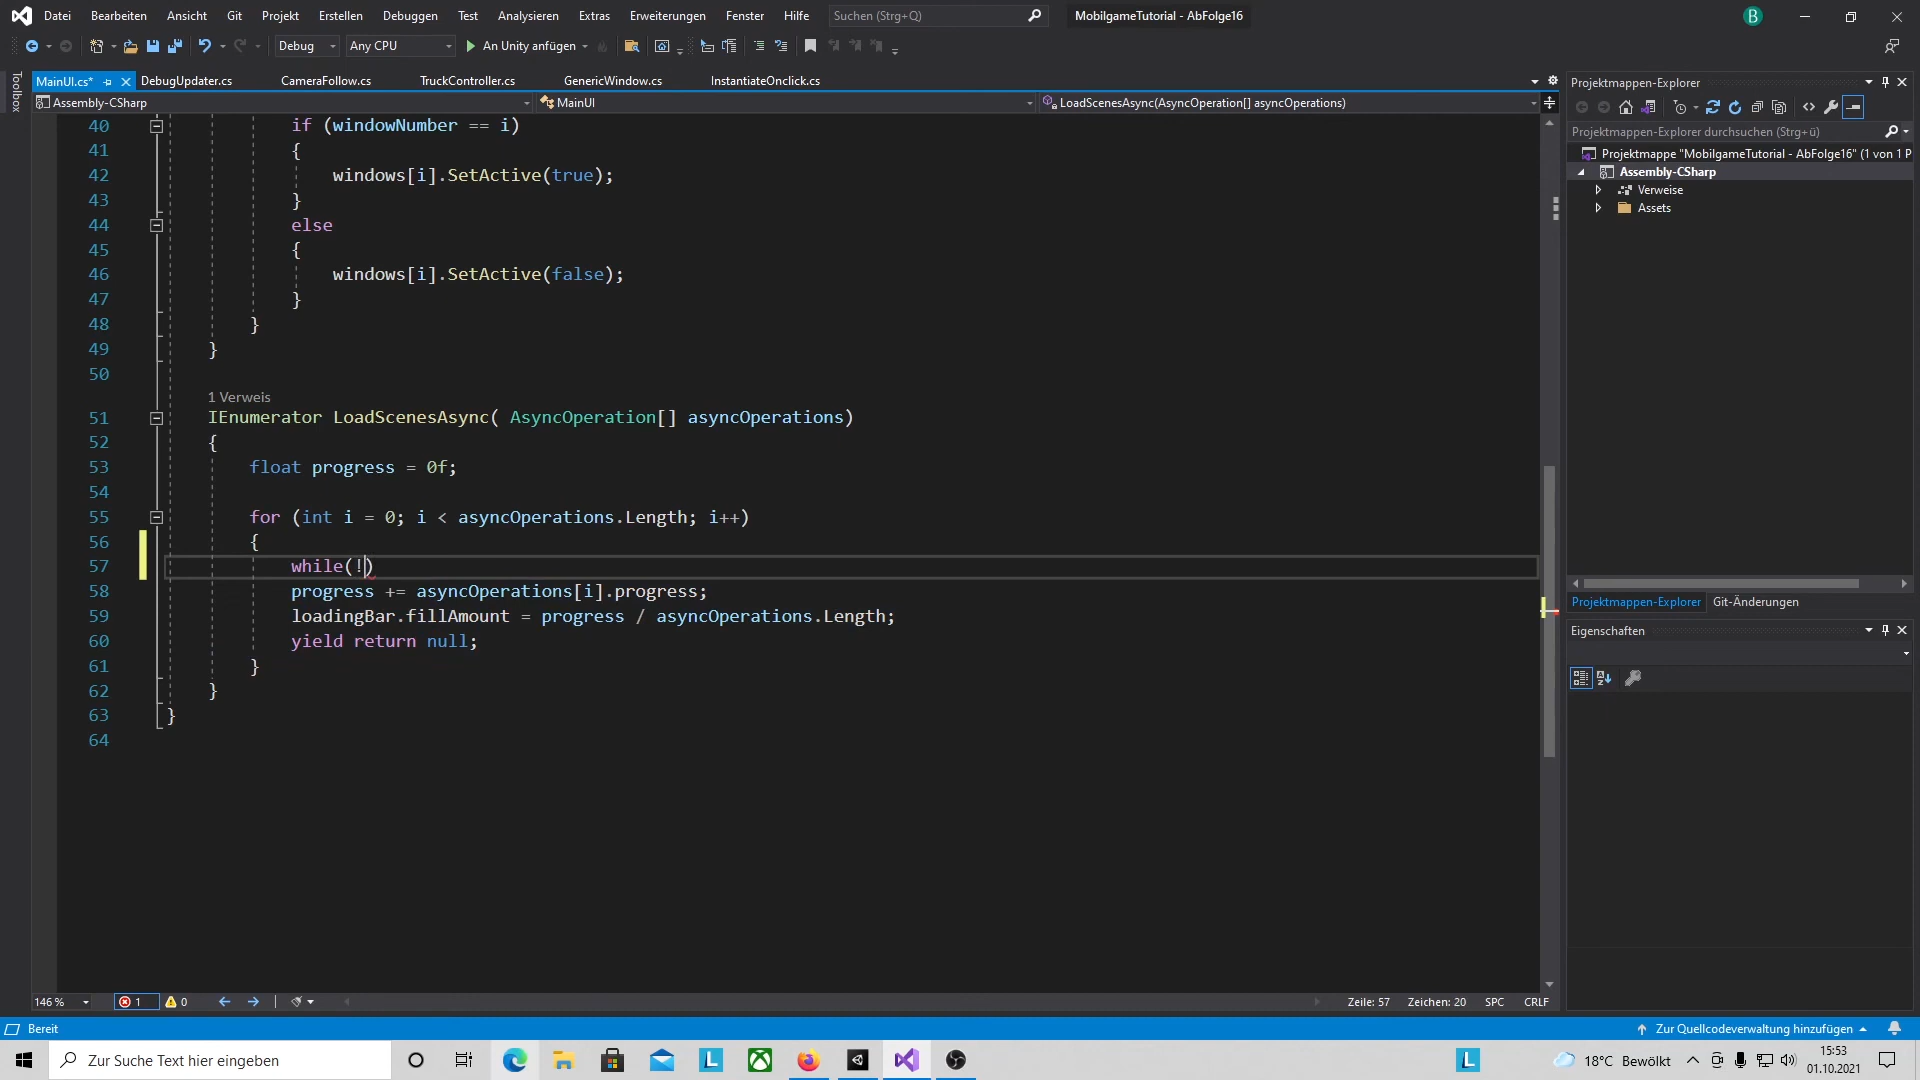 Datei Bearbeiten Ansicht Git Projekt Erstellen Debuggen Test Analysieren Extras Erweiterungen Fenster Hilfe Suchen (Strg+Q) MobilgameTutorial - AbFolge16 B
Debug Any CPU An Unity anfügen
Toolbox
MainUI.cs* DebugUpdater.cs CameraFollow.cs TruckController.cs GenericWindow.cs InstantiateOnclick.cs
Assembly-CSharp MainUI LoadScenesAsync(AsyncOperation[] asyncOperations)
40 if (windowNumber == i)
41 {
42 windows[i].SetActive(true);
43 }
44 else
45 {
46 windows[i].SetActive(false);
47 }
48 }
49 }
50
1 Verweis
51 IEnumerator LoadScenesAsync( AsyncOperation[] asyncOperations)
52 {
53 float progress = 0f;
54
55 for (int i = 0; i < asyncOperations.Length; i++)
56 {
57 while(!)
58 progress += asyncOperations[i].progress;
59 loadingBar.fillAmount = progress / asyncOperations.Length;
60 yield return null;
61 }
62 }
63 }
64
146 % 1 0 Zeile: 57 Zeichen: 20 SPC CRLF
Projektmappen-Explorer
Projektmappen-Explorer durchsuchen (Strg+ü)
Projektmappe "MobilgameTutorial - AbFolge16" (1 von 1 P
Assembly-CSharp
Verweise
Assets
Projektmappen-Explorer Git-Änderungen
Eigenschaften
Bereit Zur Quellcodeverwaltung hinzufügen
Zur Suche Text hier eingeben L L 18°C Bewölkt 15:53
01.10.2021